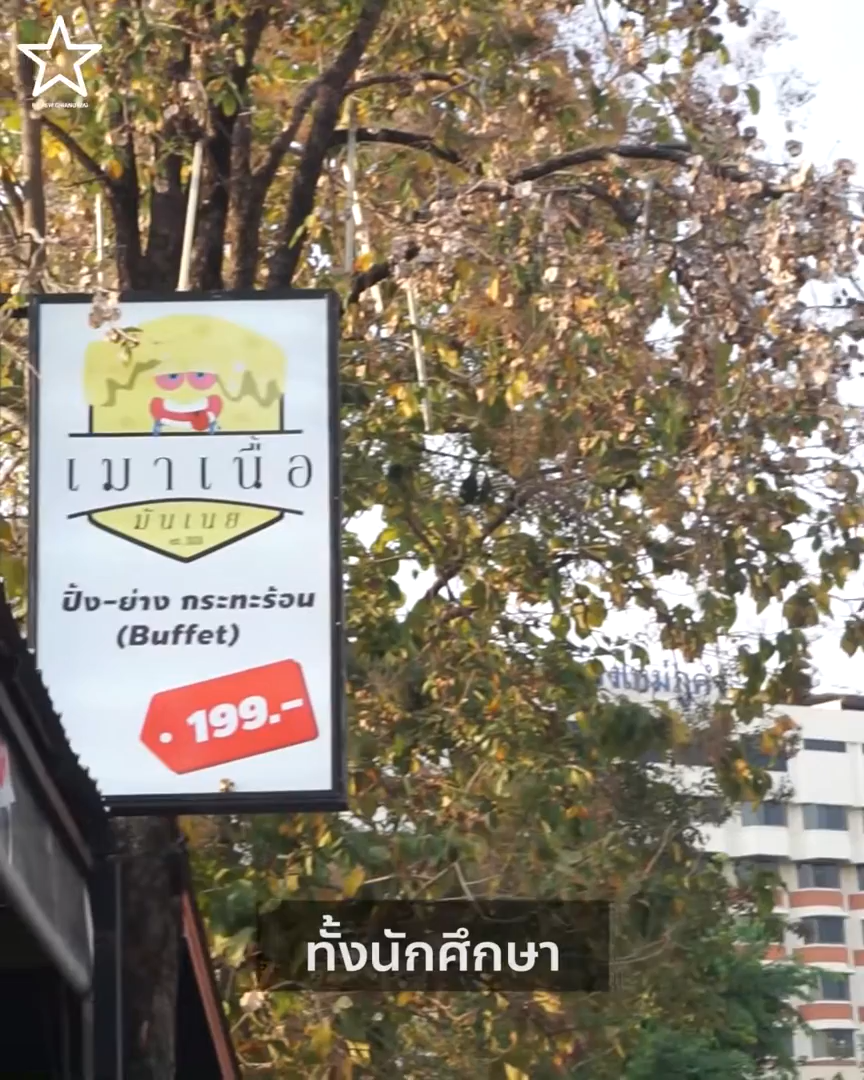 เมาเนื้อ
มันเนย
ปิ้ง-ย่าง กระทะร้อน
(Buffet)
199.-
ทั้งนักศึกษา